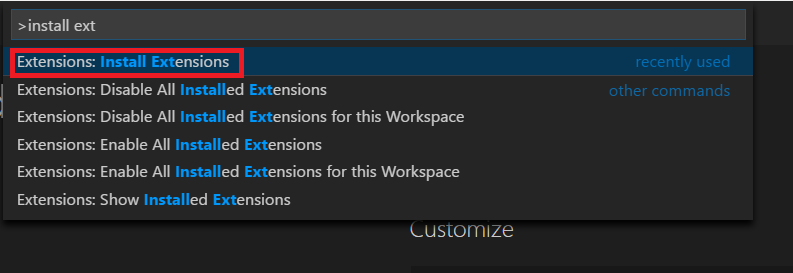 >install ext
Extensions: Install Extensions recently used
Extensions: Disable All Installed Extensions other commands
Extensions: Disable All Installed Extensions for this Workspace
Extensions: Enable All Installed Extensions
Extensions: Enable All Installed Extensions for this Workspace
Extensions: Show Installed Extensions
Customize